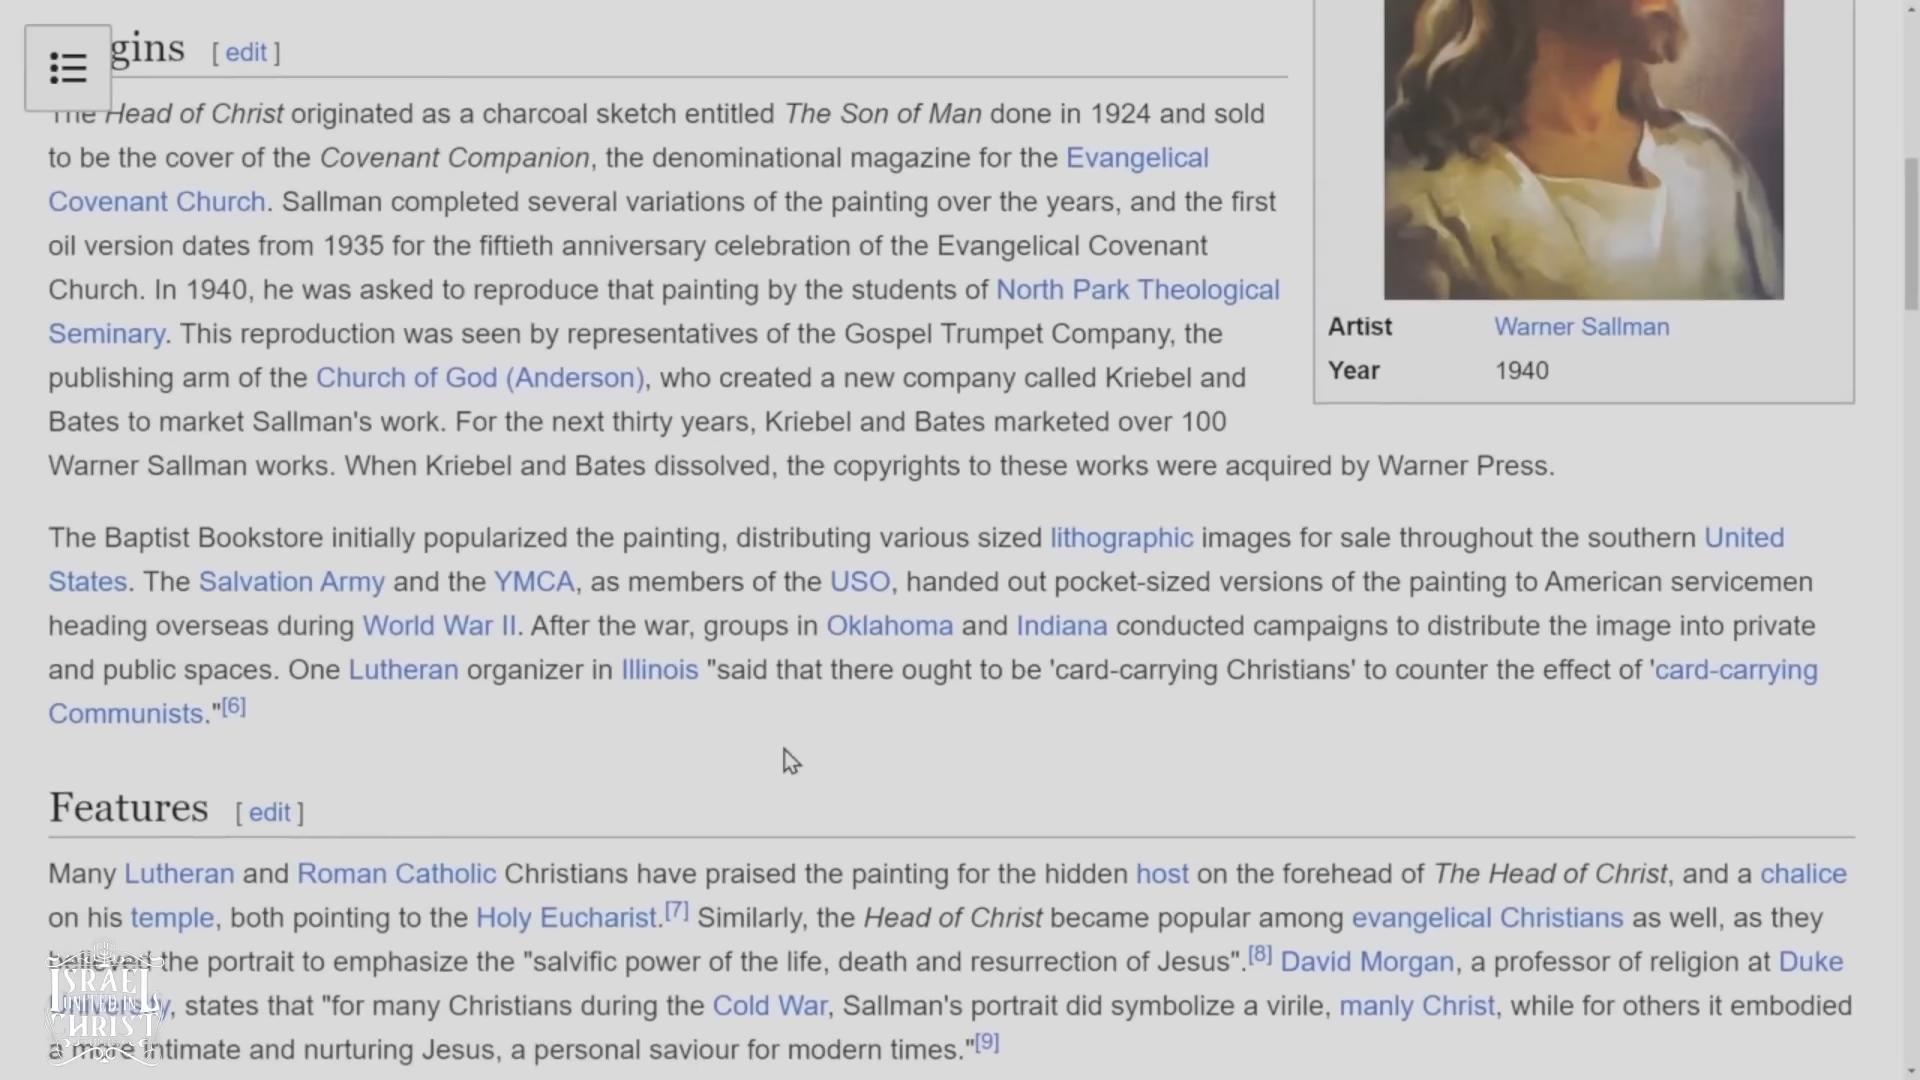 gins [ edit ]
The Head of Christ originated as a charcoal sketch entitled The Son of Man done in 1924 and sold
to be the cover of the Covenant Companion, the denominational magazine for the Evangelical
Covenant Church. Sallman completed several variations of the painting over the years, and the first
oil version dates from 1935 for the fiftieth anniversary celebration of the Evangelical Covenant
Church. In 1940, he was asked to reproduce that painting by the students of North Park Theological
Seminary. This reproduction was seen by representatives of the Gospel Trumpet Company, the
publishing arm of the Church of God (Anderson), who created a new company called Kriebel and
Bates to market Sallman's work. For the next thirty years, Kriebel and Bates marketed over 100
Warner Sallman works. When Kriebel and Bates dissolved, the copyrights to these works were acquired by Warner Press.
Artist Warner Sallman
Year 1940
The Baptist Bookstore initially popularized the painting, distributing various sized lithographic images for sale throughout the southern United
States. The Salvation Army and the YMCA, as members of the USO, handed out pocket-sized versions of the painting to American servicemen
heading overseas during World War II. After the war, groups in Oklahoma and Indiana conducted campaigns to distribute the image into private
and public spaces. One Lutheran organizer in Illinois "said that there ought to be 'card-carrying Christians' to counter the effect of 'card-carrying
Communists."[6]
Features [ edit ]
Many Lutheran and Roman Catholic Christians have praised the painting for the hidden host on the forehead of The Head of Christ, and a chalice
on his temple, both pointing to the Holy Eucharist.[7] Similarly, the Head of Christ became popular among evangelical Christians as well, as they
believed the portrait to emphasize the "salvific power of the life, death and resurrection of Jesus".[8] David Morgan, a professor of religion at Duke
University, states that "for many Christians during the Cold War, Sallman's portrait did symbolize a virile, manly Christ, while for others it embodied
a more intimate and nurturing Jesus, a personal saviour for modern times."[9]
ISRAEL
UNITED IN
CHRIST